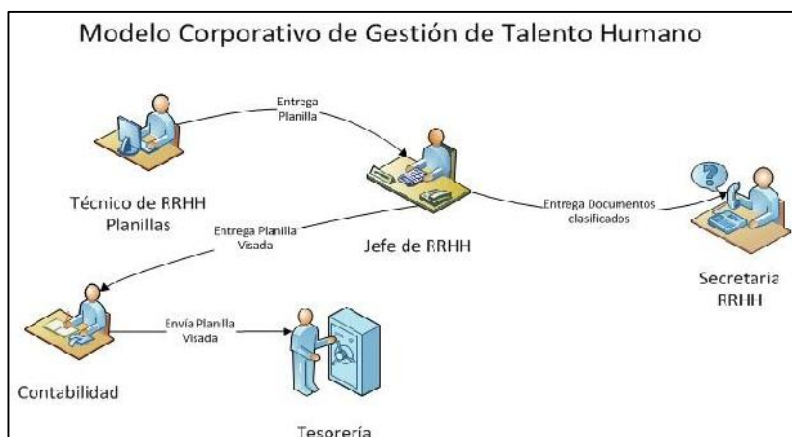 Modelo Corporativo de Gestión de Talento Humano
Entrega
Planilla
Técnico de RRHH
Planillas
Entrega Planilla
Visada
Jefe de RRHH
Entrega Documentos
clasificados
?
Secretaria
RRHH
Envía Planilla
Visada
Contabilidad
Tesorería